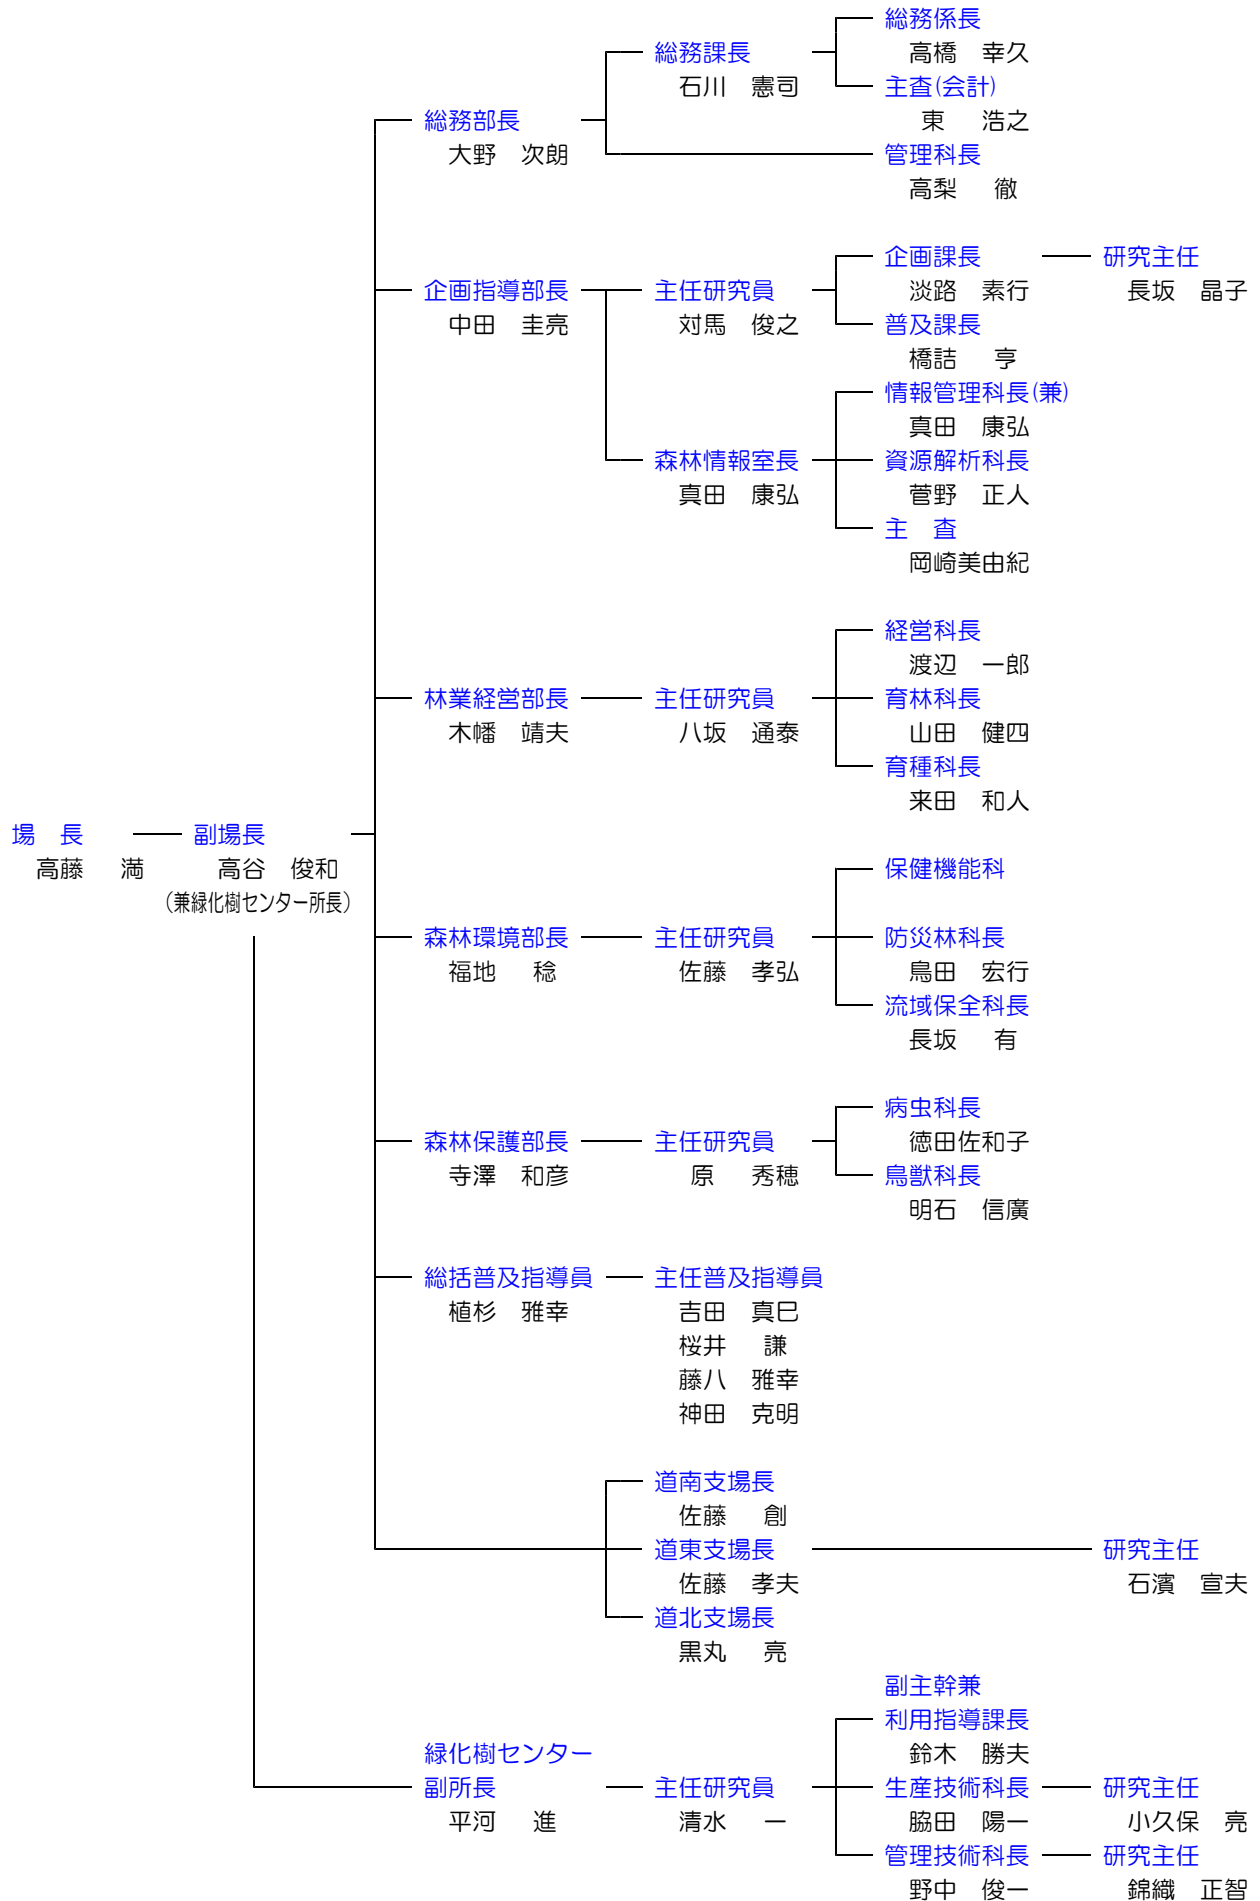 総務係長
高橋　幸久
総務課長
石川　憲司
主査(会計)
東　浩之
総務部長
大野　次朗
管理科長
高梨　徹
企画課長
淡路　素行
研究主任
長坂　晶子
企画指導部長
中田　圭亮
主任研究員
対馬　俊之
普及課長
橋詰　亨
情報管理科長(兼)
真田　康弘
森林情報室長
真田　康弘
資源解析科長
菅野　正人
主　査
岡崎美由紀
経営科長
渡辺　一郎
林業経営部長
木幡　靖夫
主任研究員
八坂　通泰
育林科長
山田　健四
育種科長
来田　和人
場　長
高藤　満
副場長
高谷　俊和
（兼緑化樹センター所長）
保健機能科
森林環境部長
福地　稔
主任研究員
佐藤　孝弘
防災林科長
鳥田　宏行
流域保全科長
長坂　有
病虫科長
徳田佐和子
森林保護部長
寺澤　和彦
主任研究員
原　秀穂
鳥獣科長
明石　信廣
総括普及指導員
植杉　雅幸
主任普及指導員
吉田　真巳
桜井　謙
藤八　雅幸
神田　克明
道南支場長
佐藤　創
道東支場長
佐藤　孝夫
研究主任
石濱　宣夫
道北支場長
黒丸　亮
副主幹兼
利用指導課長
鈴木　勝夫
緑化樹センター
副所長
平河　進
主任研究員
清水　一
生産技術科長
脇田　陽一
研究主任
小久保　亮
管理技術科長
野中　俊一
研究主任
錦織　正智